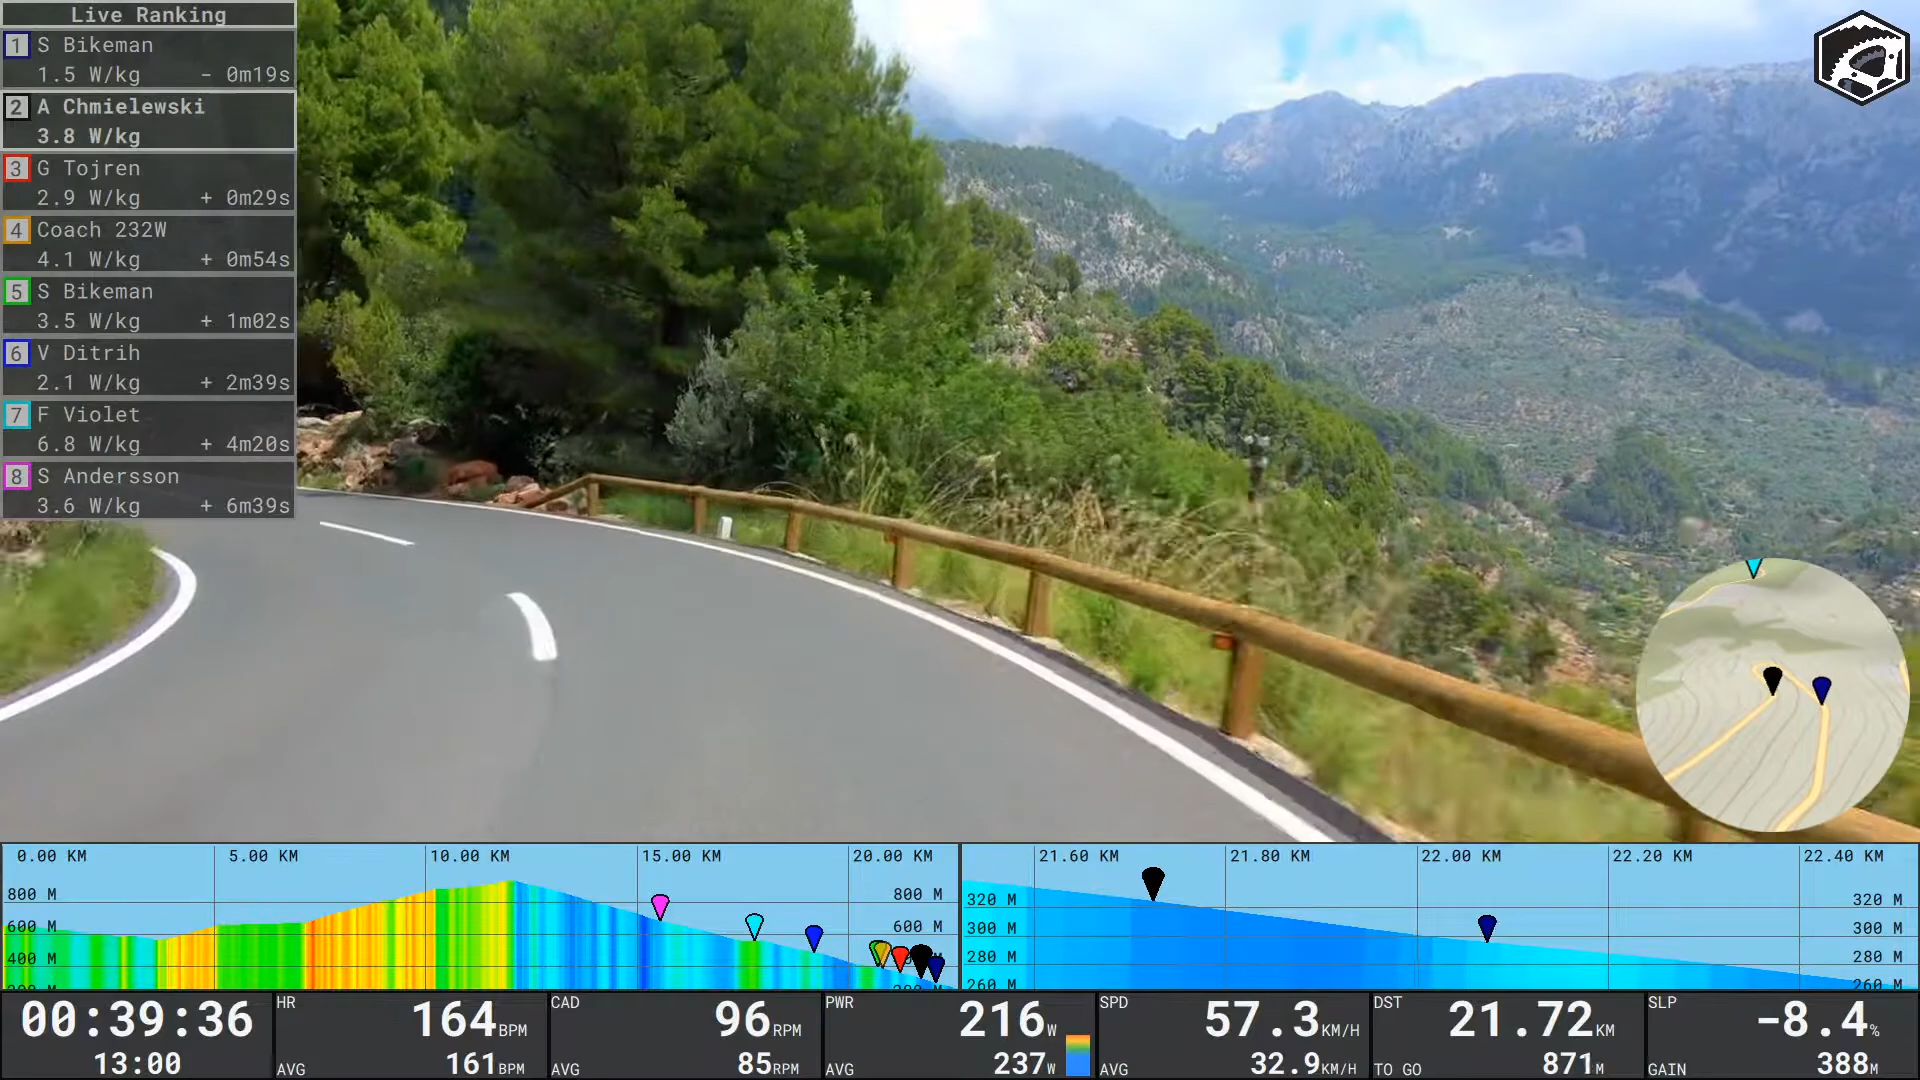 Live Ranking
1 S Bikeman
1.5 W/kg - 0m19s
2 A Chmielewski
3.8 W/kg
3 G Tojren
2.9 W/kg + 0m29s
4 Coach 232W
4.1 W/kg + 0m54s
5 S Bikeman
3.5 W/kg + 1m02s
6 V Ditrih
2.1 W/kg + 2m39s
7 F Violet
6.8 W/kg + 4m20s
8 S Andersson
3.6 W/kg + 6m39s
0.00 KM 5.00 KM 10.00 KM 15.00 KM 20.00 KM
800 M 800 M
600 M 600 M
400 M
21.60 KM 21.80 KM 22.00 KM 22.20 KM 22.40 KM
320 M 320 M
300 M 300 M
280 M 280 M
260 M 260 M
00:39:36
13:00
HR 164 BPM
AVG 161 BPM
CAD 96 RPM
AVG 85 RPM
PWR 216 W
AVG 237 W
SPD 57.3 KM/H
AVG 32.9 KM/H
DST 21.72 KM
TO GO 871 M
SLP -8.4 %
GAIN 388 M